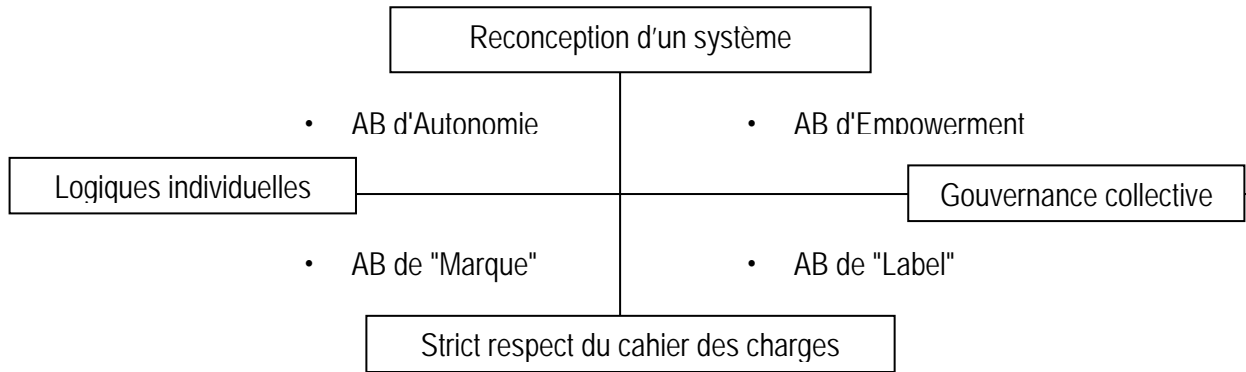 Reconception d'un système
• AB d'Autonomie
• AB d'Empowerment
Logiques individuelles
Gouvernance collective
• AB de "Marque"
• AB de "Label"
Strict respect du cahier des charges